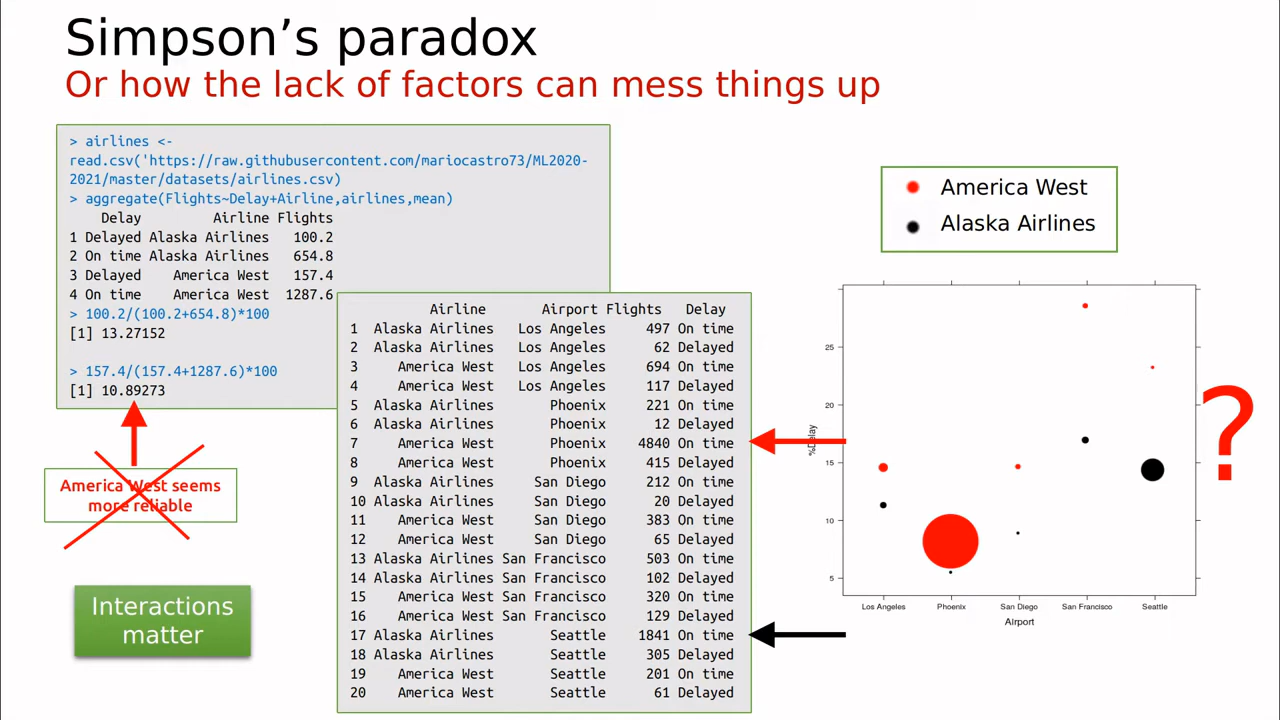 Simpson's paradox
Or how the lack of factors can mess things up
> airlines <-
read.csv('https://raw.githubusercontent.com/mariocastro73/ML2020-
2021/master/datasets/airlines.csv)
> aggregate(Flights~Delay+Airline,airlines,mean)
Delay Airline Flights
1 Delayed Alaska Airlines 100.2
2 On time Alaska Airlines 654.8
3 Delayed America West 157.4
4 On time America West 1287.6
> 100.2/(100.2+654.8)*100
[1] 13.27152
> 157.4/(157.4+1287.6)*100
[1] 10.89273
America West seems
more reliable
Interactions
matter
Airline Airport Flights Delay
1 Alaska Airlines Los Angeles 497 On time
2 Alaska Airlines Los Angeles 62 Delayed
3 America West Los Angeles 694 On time
4 America West Los Angeles 117 Delayed
5 Alaska Airlines Phoenix 221 On time
6 Alaska Airlines Phoenix 12 Delayed
7 America West Phoenix 4840 On time
8 America West Phoenix 415 Delayed
9 Alaska Airlines San Diego 212 On time
10 Alaska Airlines San Diego 20 Delayed
11 America West San Diego 383 On time
12 America West San Diego 65 Delayed
13 Alaska Airlines San Francisco 503 On time
14 Alaska Airlines San Francisco 102 Delayed
15 America West San Francisco 320 On time
16 America West San Francisco 129 Delayed
17 Alaska Airlines Seattle 1841 On time
18 Alaska Airlines Seattle 305 Delayed
19 America West Seattle 201 On time
20 America West Seattle 61 Delayed
America West
Alaska Airlines
%Delay
25
20
15
10
5
Los Angeles Phoenix San Diego San Francisco Seattle
Airport
?